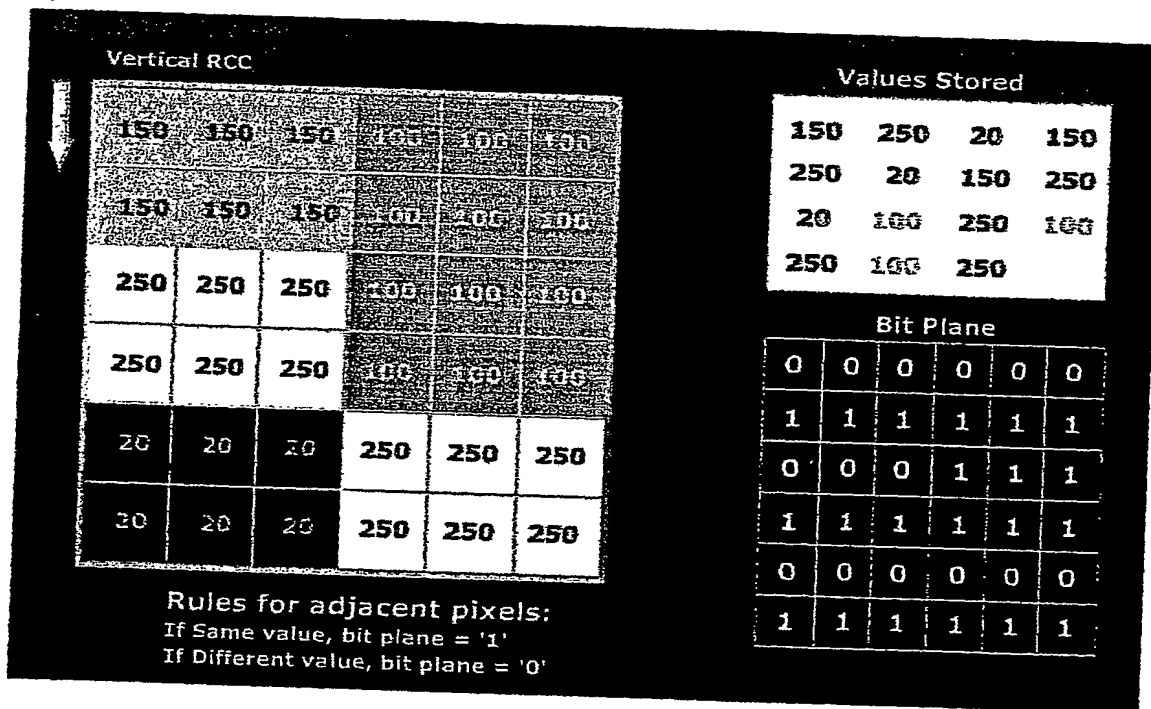 Vertical RCC
150 150 150 100 100 100
150 150 150 100 100 100
250 250 250 100 100 100
250 250 250 100 100 100
20 20 20 250 250 250
20 20 20 250 250 250
Rules for adjacent pixels:
If Same value, bit plane = '1'
If Different value, bit plane = '0'
Values Stored
150 250 20 150
250 20 150 250
20 100 250 100
250 100 250
Bit Plane
0 0 0 0 0 0
1 1 1 1 1 1
0 0 0 1 1 1
1 1 1 1 1 1
0 0 0 0 0 0
1 1 1 1 1 1